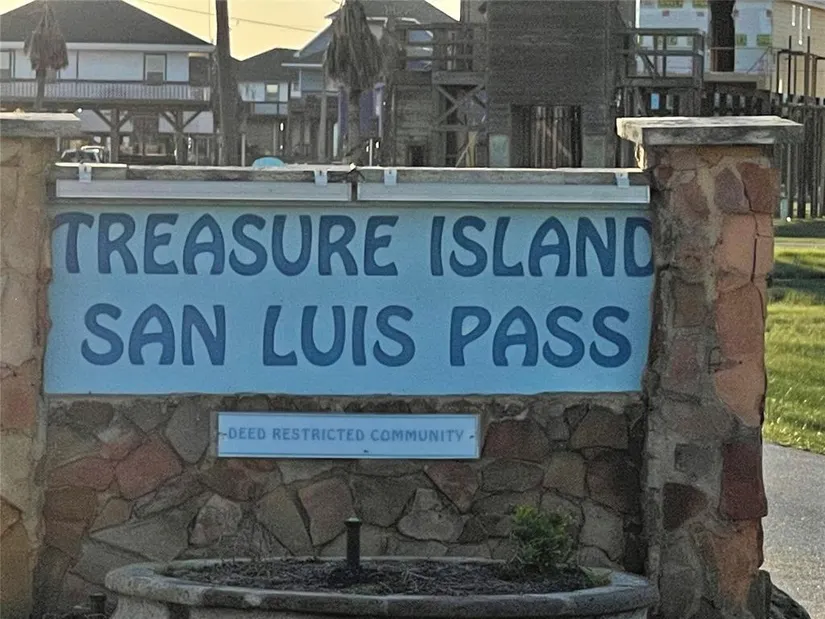 TREASURE ISLAND
SAN LUIS PASS
-DEED RESTRICTED COMMUNITY-